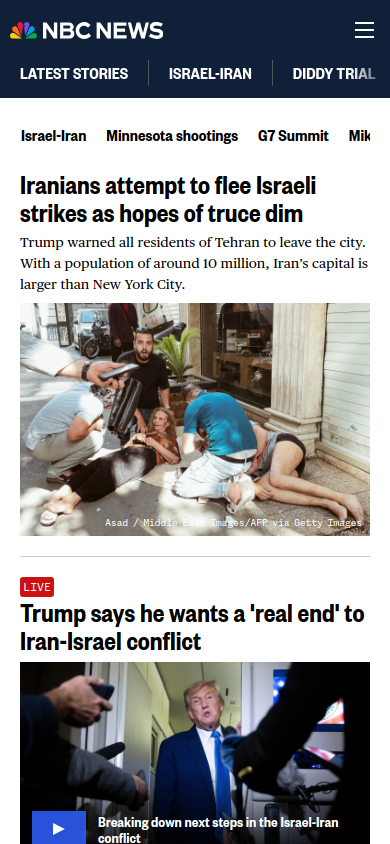 NBC NEWS
LATEST STORIES
ISRAEL-IRAN
DIDDY TRIAL
Israel-Iran
Minnesota shootings
G7 Summit
Mik
Iranians attempt to flee Israeli
strikes as hopes of truce dim
Trump warned all residents of Tehran to leave the city.
With a population of around 10 million, Iran's capital is
larger than New York City.
Asad / Middle East Images/AFP via Getty Images
LIVE
Trump says he wants a 'real end' to
Iran-Israel conflict
Breaking down next steps in the Israel-Iran
conflict